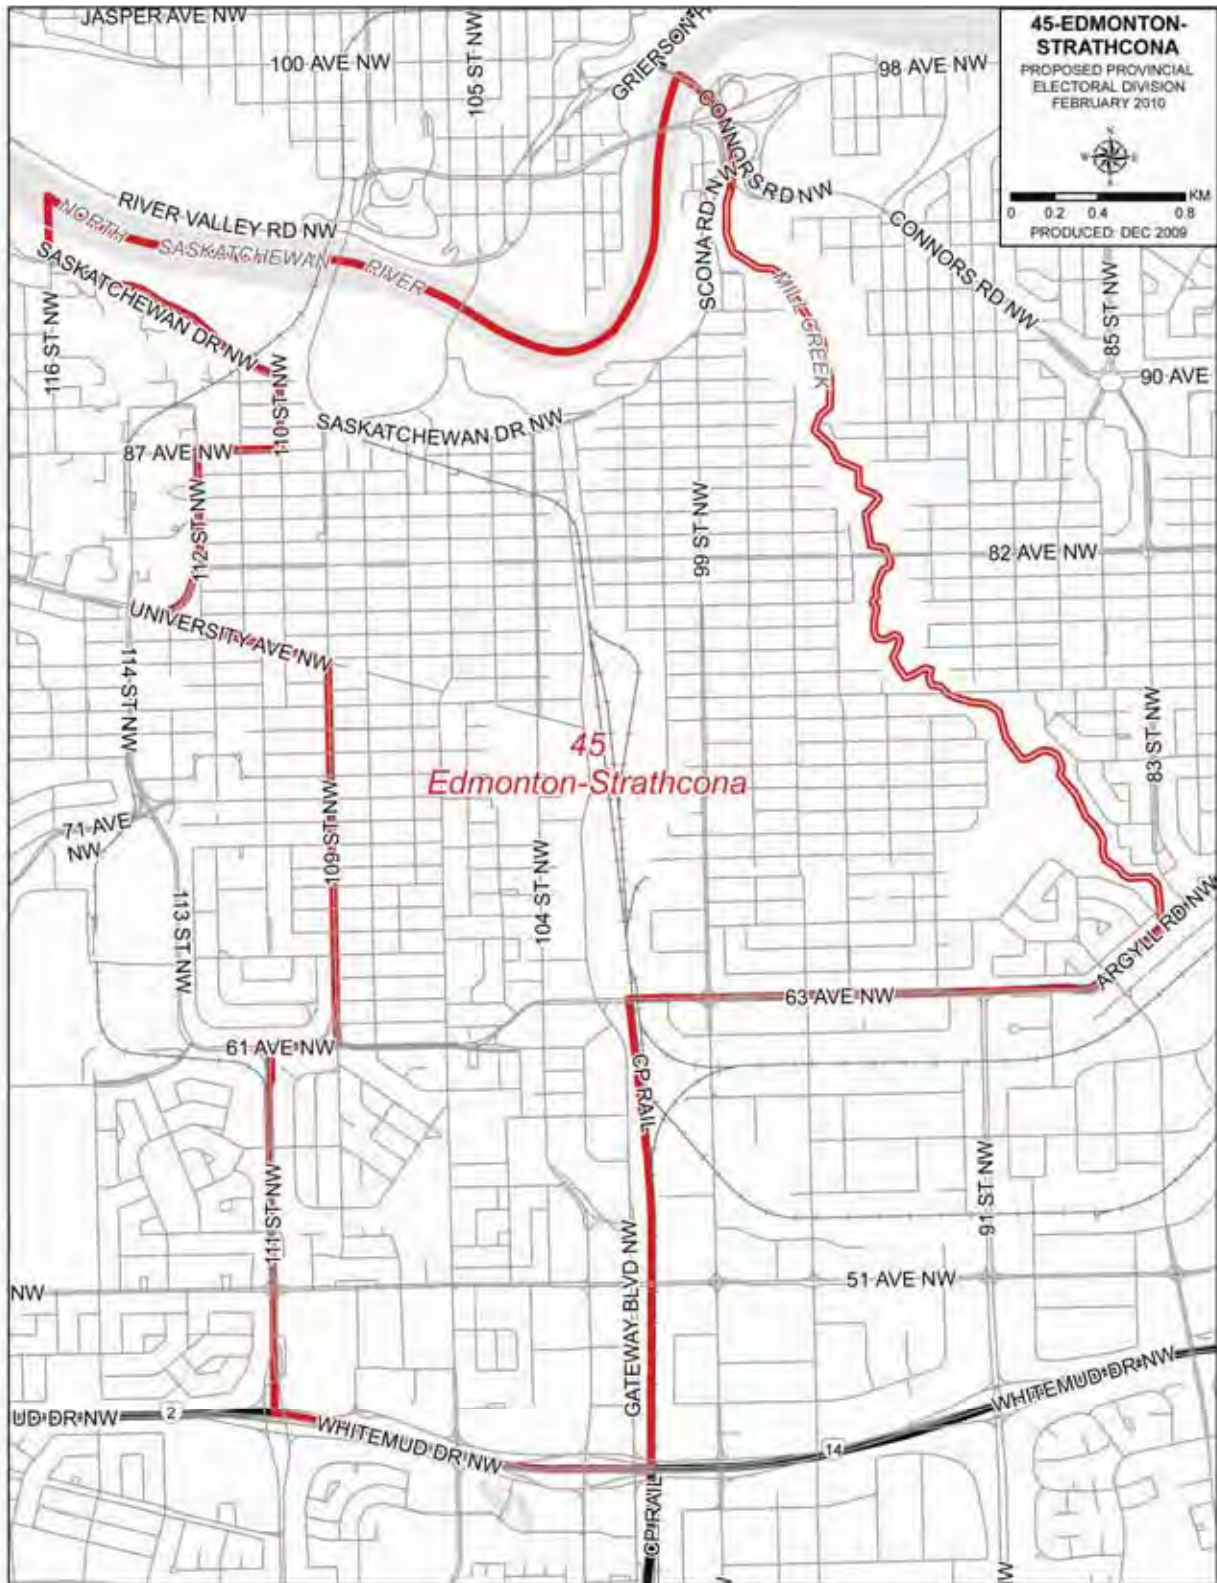 JASPER AVE NW
100 AVE NW
105 ST NW
GRIERSON
98 AVE NW
45-EDMONTON-
STRATHCONA
PROPOSED PROVINCIAL
ELECTORAL DIVISION
FEBRUARY 2010
N
W
E
S
KM
0 0.2 0.4 0.8
PRODUCED: DEC 2009
CONNORS RD NW
CONNORS RD NW
RIVER VALLEY RD NW
NORTH SASKATCHEWAN RIVER
SASKATCHEWAN DR NW
SCONA RD NW
MILL CREEK
85 ST NW
116 ST NW
110 ST NW
90 AVE
SASKATCHEWAN DR NW
87 AVE NW
112 ST NW
99 ST NW
82 AVE NW
UNIVERSITY AVE NW
114 ST NW
83 ST NW
45
Edmonton-Strathcona
71 AVE
NW
109 ST NW
104 ST NW
113 ST NW
ARGYLL RD NW
63 AVE NW
61 AVE NW
CP RAIL
111 ST NW
91 ST NW
GATEWAY BLVD NW
51 AVE NW
NW
WHITEMUD DR NW
UD DR NW
2
WHITEMUD DR NW
14
CP RAIL
W
NW